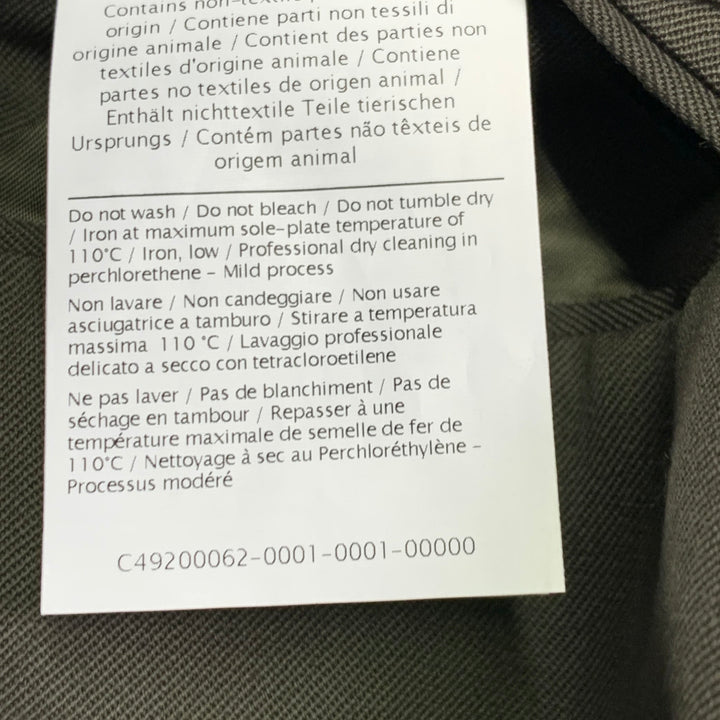 Contains non-textile
origin / Contiene parti non tessili di
origine animale / Contient des parties non
textiles d'origine animale / Contiene
partes no textiles de origen animal /
Enthält nichttextile Teile tierischen
Ursprungs / Contém partes não têxteis de
origem animal
Do not wash / Do not bleach / Do not tumble dry
/ Iron at maximum sole-plate temperature of
110°C / Iron, low / Professional dry cleaning in
perchlorethene - Mild process
Non lavare / Non candeggiare / Non usare
asciugatrice a tamburo / Stirare a temperatura
massima 110 °C / Lavaggio professionale
delicato a secco con tetracloroetilene
Ne pas laver / Pas de blanchiment / Pas de
séchage en tambour / Repasser à une
température maximale de semelle de fer de
110°C / Nettoyage à sec au Perchloréthylène -
Processus modéré
C49200062-0001-0001-00000